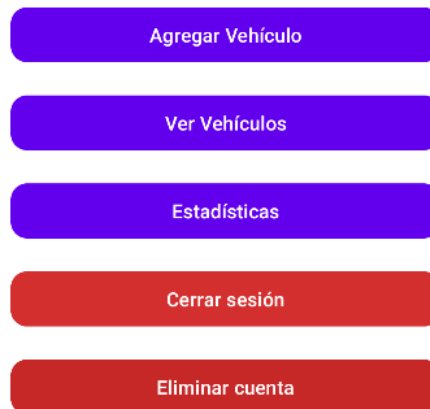 Agregar Vehículo
Ver Vehículos
Estadísticas
Cerrar sesión
Eliminar cuenta